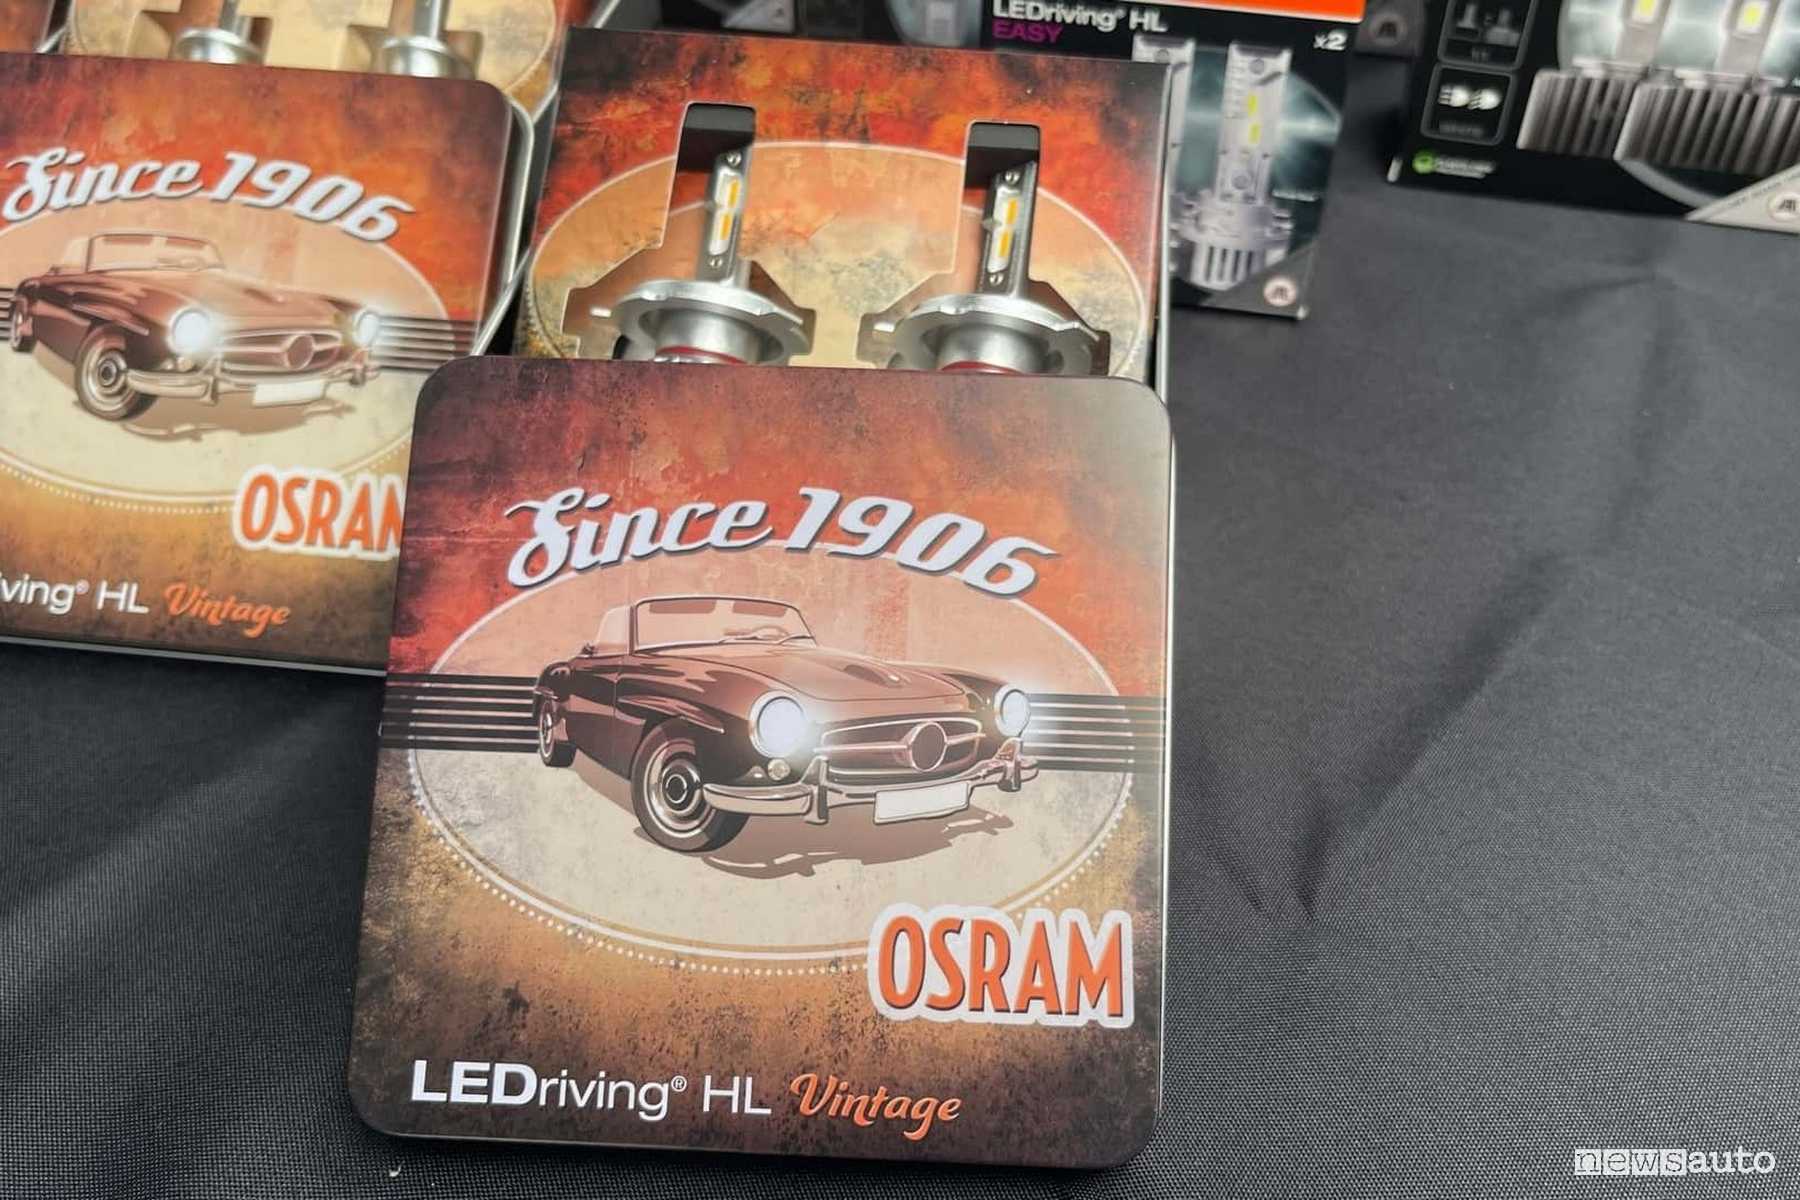 LEDriving® HL
EASY
x2
Since 1906
OSRAM
iving® HL Vintage
Since 1906
OSRAM
LEDriving® HL Vintage
newsauto